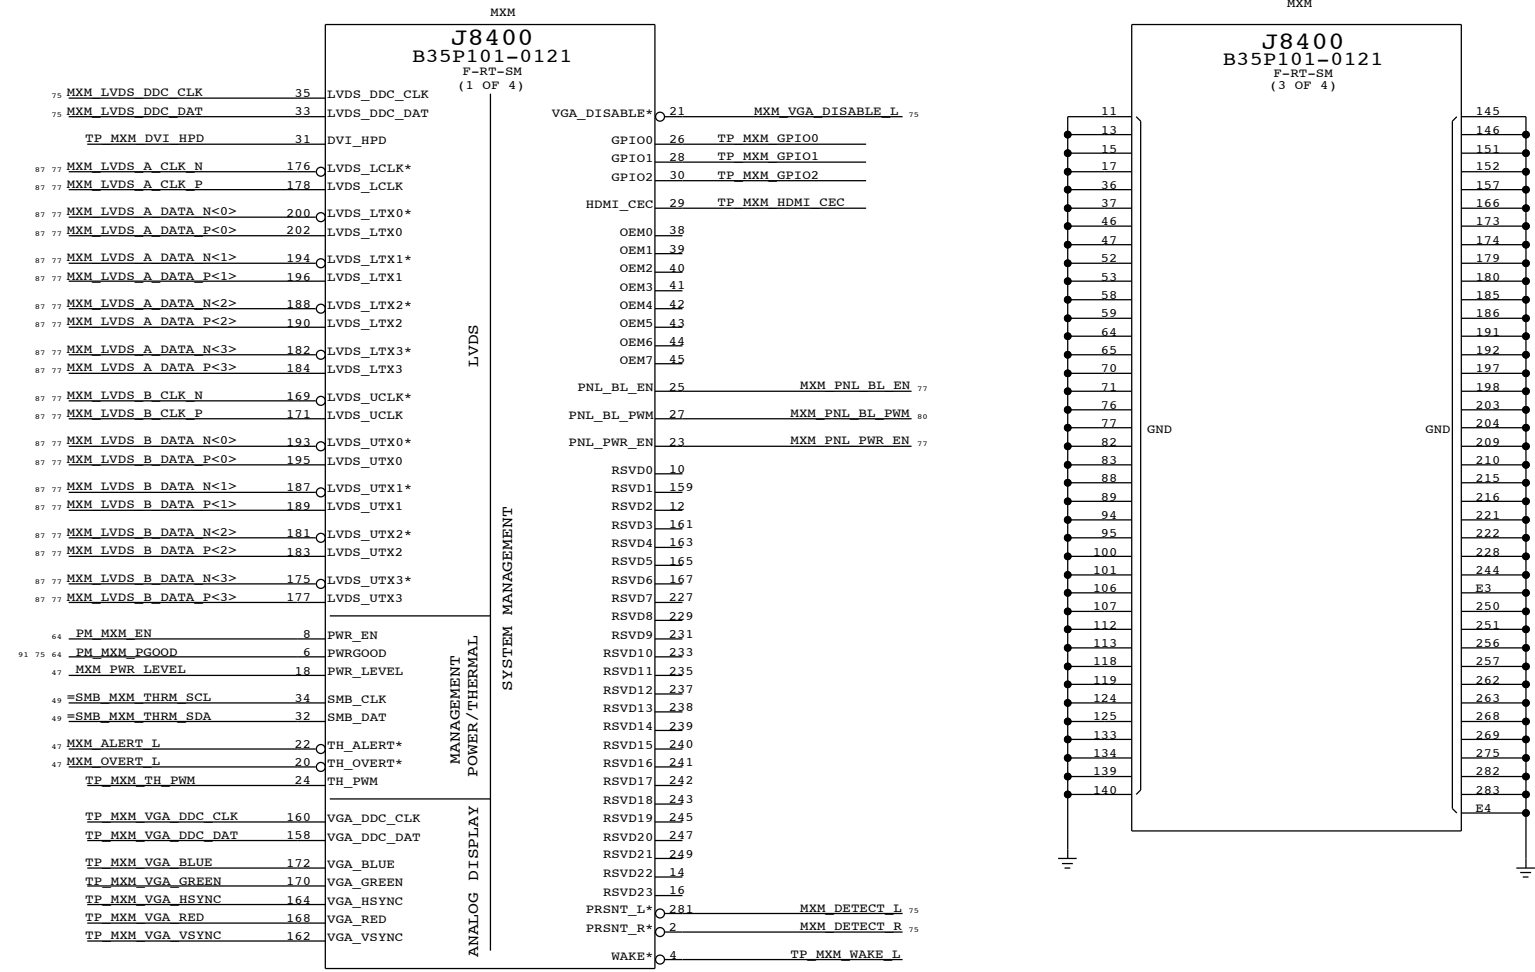 MXM
J8400
B35P101-0121
F-RT-SM
(1 OF 4)
75 MXM_LVDS_DDC_CLK 35 LVDS_DDC_CLK
75 MXM_LVDS_DDC_DAT 33 LVDS_DDC_DAT
TP_MXM_DVI_HPD 31 DVI_HPD
87 77 MXM_LVDS_A_CLK_N 176 LVDS_LCLK*
87 77 MXM_LVDS_A_CLK_P 178 LVDS_LCLK
87 77 MXM_LVDS_A_DATA_N<0> 200 LVDS_LTX0*
87 77 MXM_LVDS_A_DATA_P<0> 202 LVDS_LTX0
87 77 MXM_LVDS_A_DATA_N<1> 194 LVDS_LTX1*
87 77 MXM_LVDS_A_DATA_P<1> 196 LVDS_LTX1
87 77 MXM_LVDS_A_DATA_N<2> 188 LVDS_LTX2*
87 77 MXM_LVDS_A_DATA_P<2> 190 LVDS_LTX2
87 77 MXM_LVDS_A_DATA_N<3> 182 LVDS_LTX3*
87 77 MXM_LVDS_A_DATA_P<3> 184 LVDS_LTX3
87 77 MXM_LVDS_B_CLK_N 169 LVDS_UCLK*
87 77 MXM_LVDS_B_CLK_P 171 LVDS_UCLK
87 77 MXM_LVDS_B_DATA_N<0> 193 LVDS_UTX0*
87 77 MXM_LVDS_B_DATA_P<0> 195 LVDS_UTX0
87 77 MXM_LVDS_B_DATA_N<1> 187 LVDS_UTX1*
87 77 MXM_LVDS_B_DATA_P<1> 189 LVDS_UTX1
87 77 MXM_LVDS_B_DATA_N<2> 181 LVDS_UTX2*
87 77 MXM_LVDS_B_DATA_P<2> 183 LVDS_UTX2
87 77 MXM_LVDS_B_DATA_N<3> 175 LVDS_UTX3*
87 77 MXM_LVDS_B_DATA_P<3> 177 LVDS_UTX3
64 PM_MXM_EN 8 PWR_EN
91 75 64 PM_MXM_PGOOD 6 PWRGOOD
47 MXM_PWR_LEVEL 18 PWR_LEVEL
49 =SMB_MXM_THRM_SCL 34 SMB_CLK
49 =SMB_MXM_THRM_SDA 32 SMB_DAT
47 MXM_ALERT_L 22 TH_ALERT*
47 MXM_OVERT_L 20 TH_OVERT*
TP_MXM_TH_PWM 24 TH_PWM
TP_MXM_VGA_DDC_CLK 160 VGA_DDC_CLK
TP_MXM_VGA_DDC_DAT 158 VGA_DDC_DAT
TP_MXM_VGA_BLUE 172 VGA_BLUE
TP_MXM_VGA_GREEN 170 VGA_GREEN
TP_MXM_VGA_HSYNC 164 VGA_HSYNC
TP_MXM_VGA_RED 168 VGA_RED
TP_MXM_VGA_VSYNC 162 VGA_VSYNC
LVDS
MANAGEMENT
POWER/THERMAL
ANALOG DISPLAY
SYSTEM MANAGEMENT
VGA_DISABLE* 21 MXM_VGA_DISABLE_L 75
GPIO0 26 TP_MXM_GPIO0
GPIO1 28 TP_MXM_GPIO1
GPIO2 30 TP_MXM_GPIO2
HDMI_CEC 29 TP_MXM_HDMI_CEC
OEM0 38
OEM1 39
OEM2 40
OEM3 41
OEM4 42
OEM5 43
OEM6 44
OEM7 45
PNL_BL_EN 25 MXM_PNL_BL_EN 77
PNL_BL_PWM 27 MXM_PNL_BL_PWM 80
PNL_PWR_EN 23 MXM_PNL_PWR_EN 77
RSVD0 10
RSVD1 159
RSVD2 12
RSVD3 161
RSVD4 163
RSVD5 165
RSVD6 167
RSVD7 227
RSVD8 229
RSVD9 231
RSVD10 233
RSVD11 235
RSVD12 237
RSVD13 238
RSVD14 239
RSVD15 240
RSVD16 241
RSVD17 242
RSVD18 243
RSVD19 245
RSVD20 247
RSVD21 249
RSVD22 14
RSVD23 16
PRSNT_L* 281 MXM_DETECT_L 75
PRSNT_R* 2 MXM_DETECT_R 75
WAKE* 4 TP_MXM_WAKE_L
MXM
J8400
B35P101-0121
F-RT-SM
(3 OF 4)
11 145
13 146
15 151
17 152
36 157
37 166
46 173
47 174
52 179
53 180
58 185
59 186
64 191
65 192
70 197
71 198
76 203
77 204
GND GND
82 209
83 210
88 215
89 216
94 221
95 222
100 228
101 244
106 E3
107 250
112 251
113 256
118 257
119 262
124 263
125 268
133 269
134 275
139 282
140 283
E4